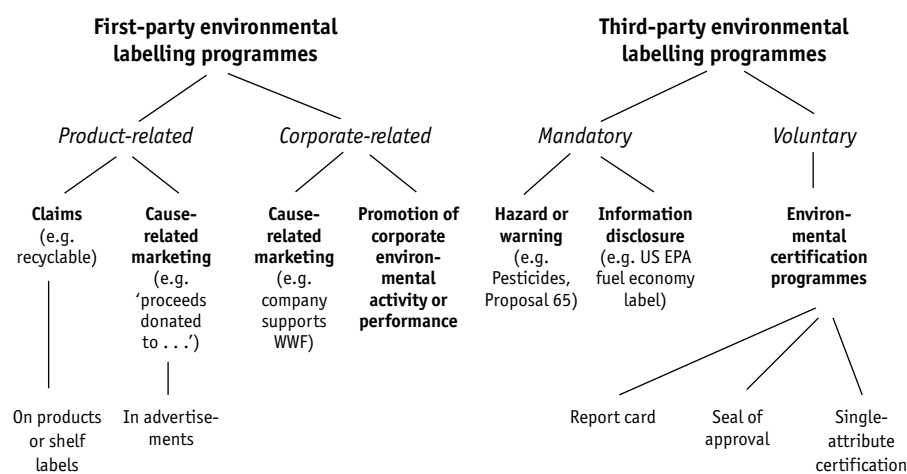 First-party environmental
labelling programmes
Third-party environmental
labelling programmes
Product-related
Corporate-related
Mandatory
Voluntary
Claims
(e.g.
recyclable)
Cause-
related
marketing
(e.g.
‘proceeds
donated
to . . .’)
Cause-
related
marketing
(e.g.
company
supports
WWF)
Promotion of
corporate
environ-
mental
activity or
performance
Hazard or
warning
(e.g.
Pesticides,
Proposal 65)
Information
disclosure
(e.g. US EPA
fuel economy
label)
Environ-
mental
certification
programmes
On products
or shelf
labels
In advertise-
ments
Report card
Seal of
approval
Single-
attribute
certification